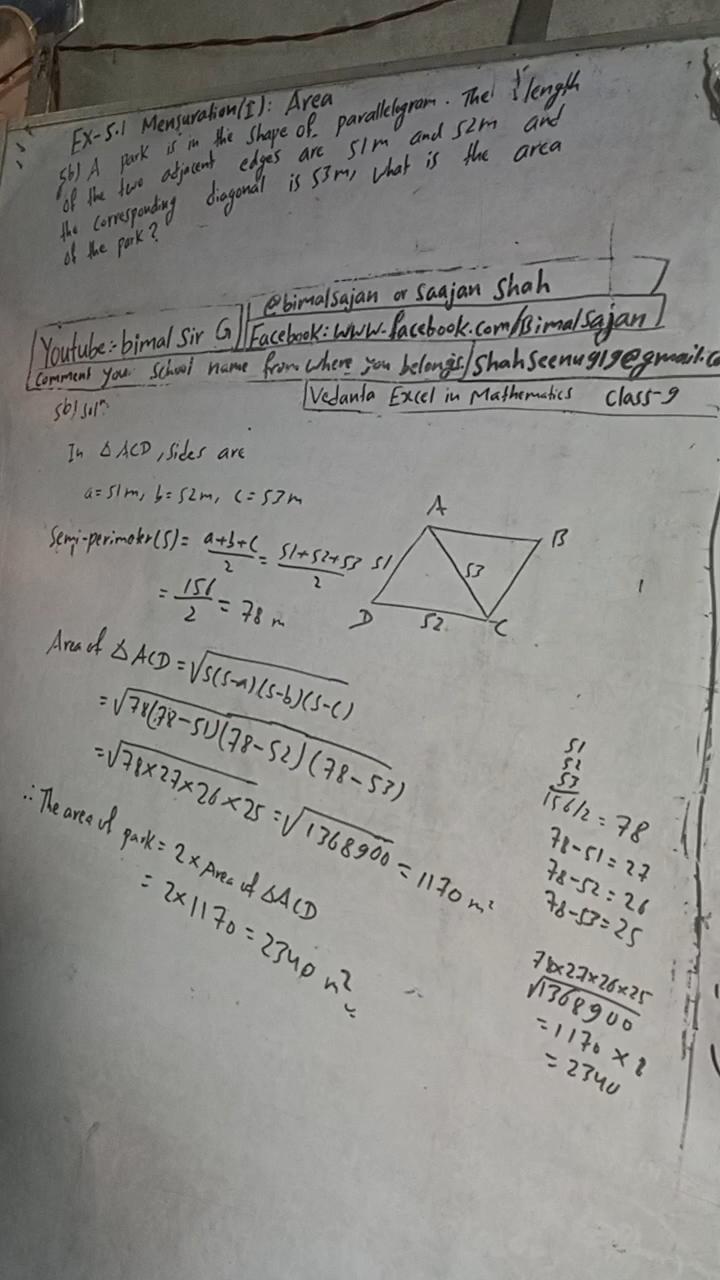 Ex-5.1 Mensuration(I): Area
5b) A park is in the shape of parallelogram. The length
of the two adjacent edges are 51m and 52m and
the corresponding diagonal is 53m, what is the area
of the park?
@bimalsajan or Saajan Shah
Youtube:- bimal Sir G
Facebook: www.facebook.com/Bimalsajan
Comment your school name from where you belongs
Shahseenu919@gmail.c
Vedanta Excel in Mathematics Class-9
5b) solⁿ
In △ ACD, sides are
a = 51m, b = 52m, c = 53m
Semi-perimeter(S) = a+b+c/2 = 51+52+53/2
= 156/2 = 78 m
A
B
51
53
D
52
C
Area of △ ACD = √S(S-a)(S-b)(S-c)
= √78(78-51)(78-52)(78-53)
= √78×27×26×25 = √1368900 = 1170 m²
∴ The area of park = 2 × Area of △ACD
= 2×1170 = 2340 m²
51
52
53
156/2 = 78
78-51 = 27
78-52 = 26
78-53 = 25
78×27×26×25
√1368900
= 1170 × 2
= 2340